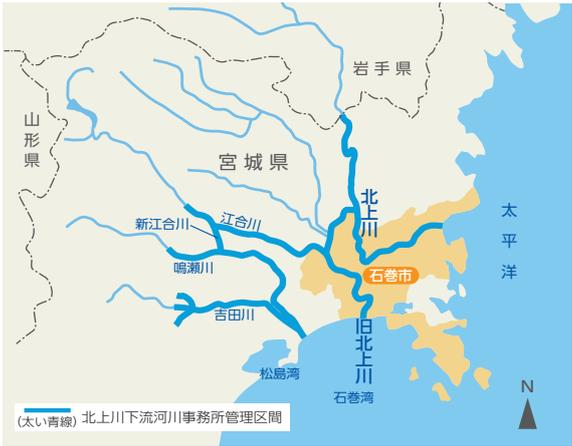 岩手県
山形県
宮城県
北上川
太平洋
新江合川
江合川
鳴瀬川
石巻市
吉田川
旧北上川
松島湾
石巻湾
N
(太い青線)
北上川下流河川事務所管理区間